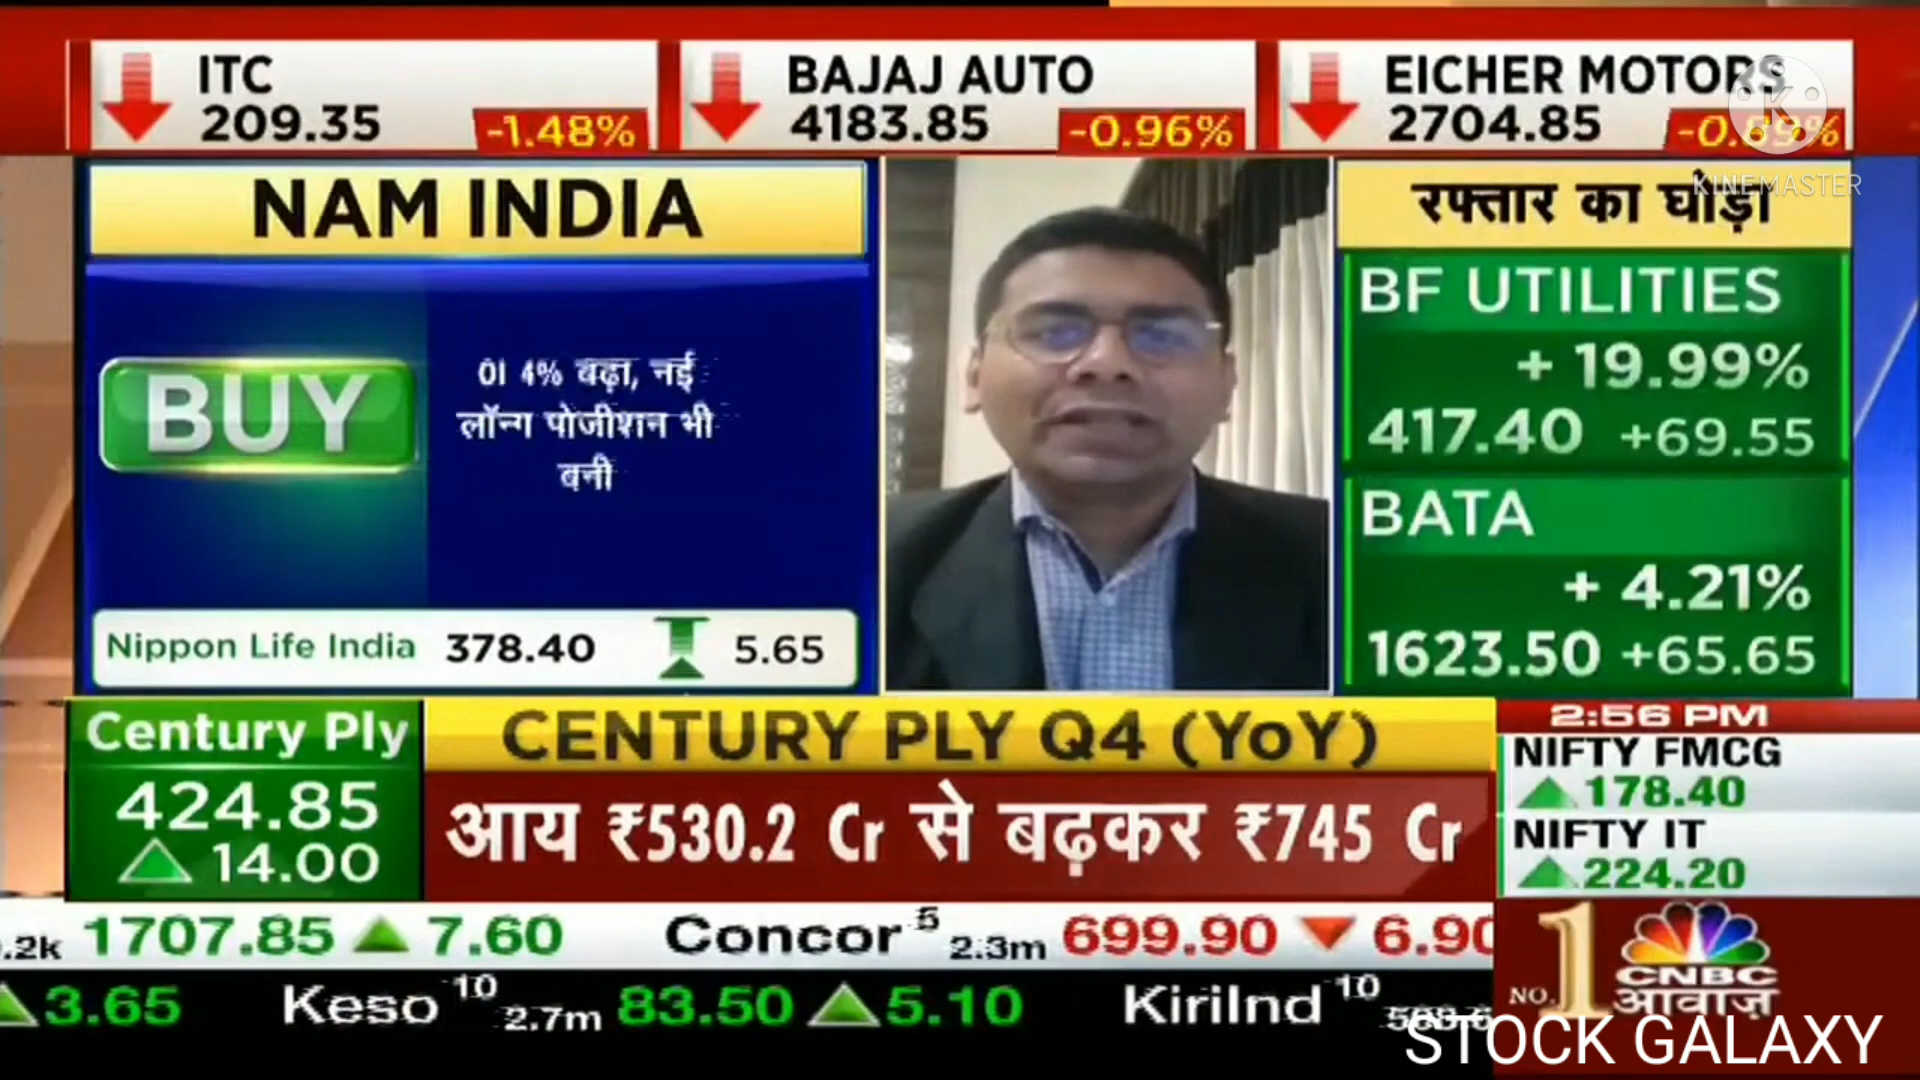 ITC
209.35 -1.48%
BAJAJ AUTO
4183.85 -0.96%
EICHER MOTORS
2704.85
KINEMASTER
NAM INDIA
BUY
OI 4% बढ़ा, नई
लॉन्ग पोजीशन भी
बनी
Nippon Life India 378.40 5.65
रफ्तार का घोड़ा
BF UTILITIES
+ 19.99%
417.40 +69.55
BATA
+ 4.21%
1623.50 +65.65
Century Ply
424.85
14.00
CENTURY PLY Q4 (YoY)
आय ₹530.2 Cr से बढ़कर ₹745 Cr
2:56 PM
NIFTY FMCG
178.40
NIFTY IT
224.20
.2k 1707.85 7.60 Concor 5 2.3m 699.90 6.90
3.65 Keso 10 2.7m 83.50 5.10 KiriInd 10
NO.1 CNBC
आवाज़
STOCK GALAXY